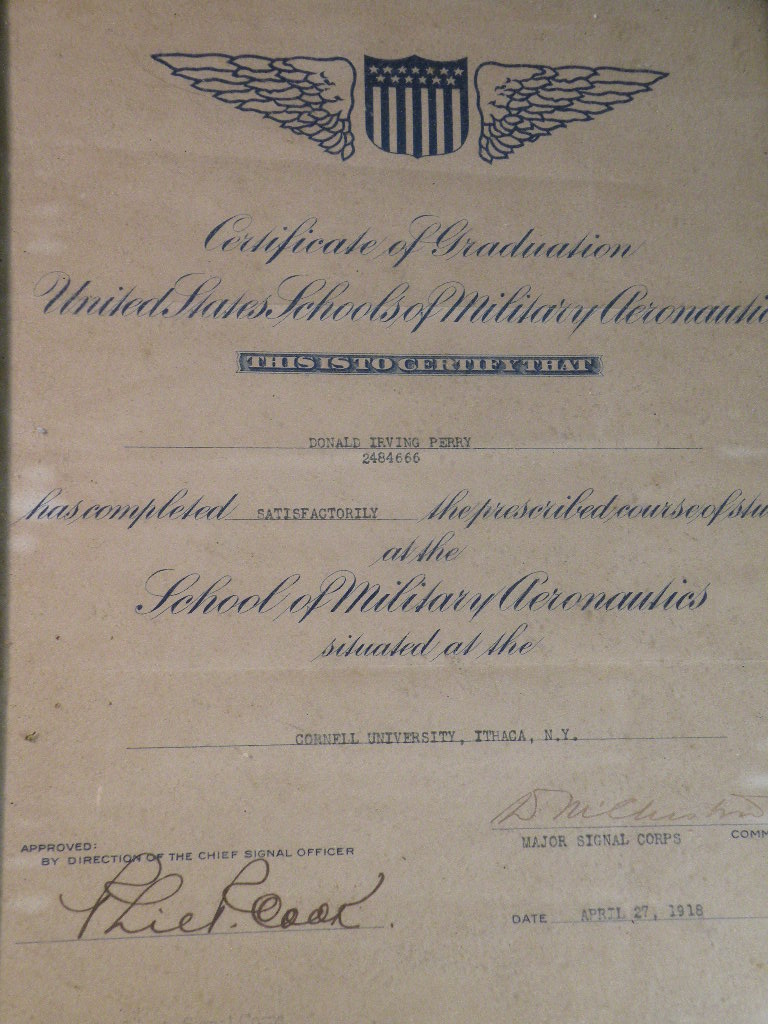 Certificate of Graduation
United States Schools of Military Aeronautic
THIS IS TO CERTIFY THAT
DONALD IRVING PERRY
2484666
has completed SATISFACTORILY the prescribed course of stu
at the
School of Military Aeronautics
situated at the
CORNELL UNIVERSITY, ITHACA, N.Y.
MAJOR SIGNAL CORPS COMM
APPROVED:
BY DIRECTION OF THE CHIEF SIGNAL OFFICER
Cook.
DATE APRIL 27, 1918